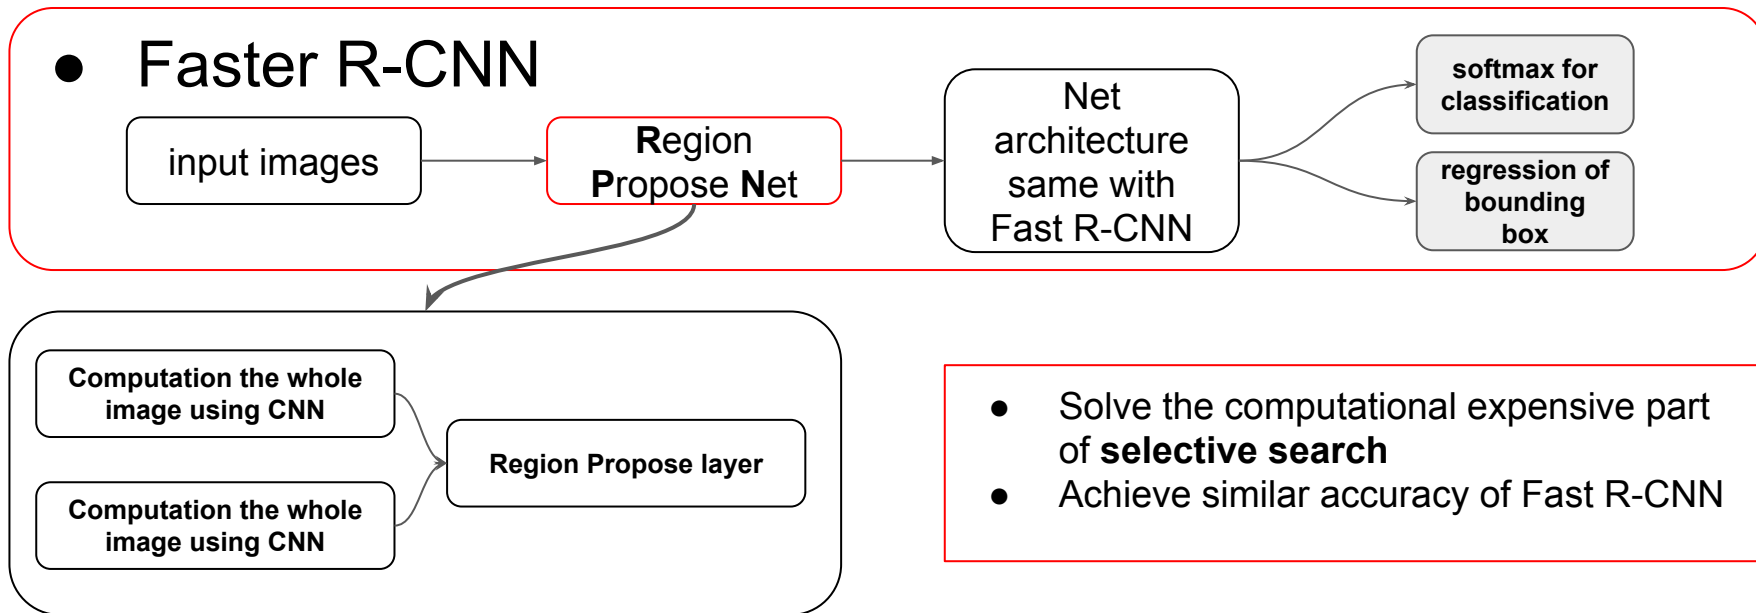 ● Faster R-CNN
input images
Region
Propose Net
Net
architecture
same with
Fast R-CNN
softmax for
classification
regression of
bounding
box
Computation the whole
image using CNN
Computation the whole
image using CNN
Region Propose layer
● Solve the computational expensive part
of selective search
● Achieve similar accuracy of Fast R-CNN